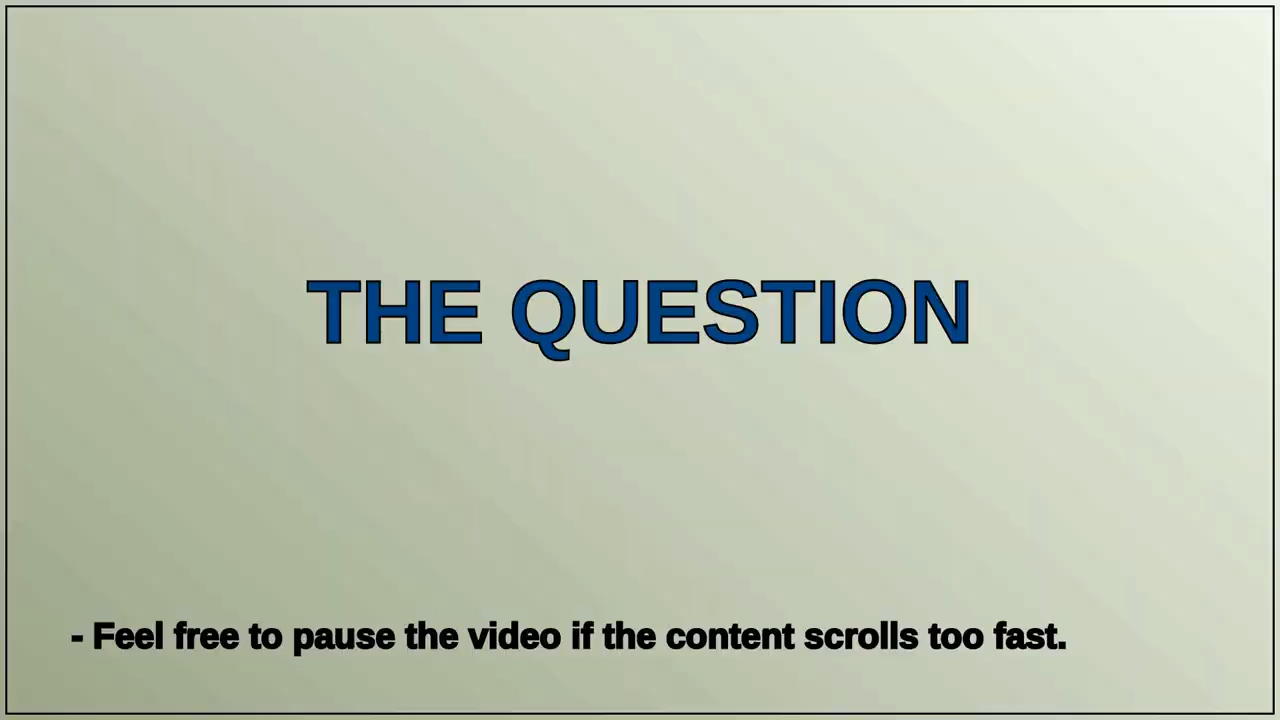 THE QUESTION
- Feel free to pause the video if the content scrolls too fast.